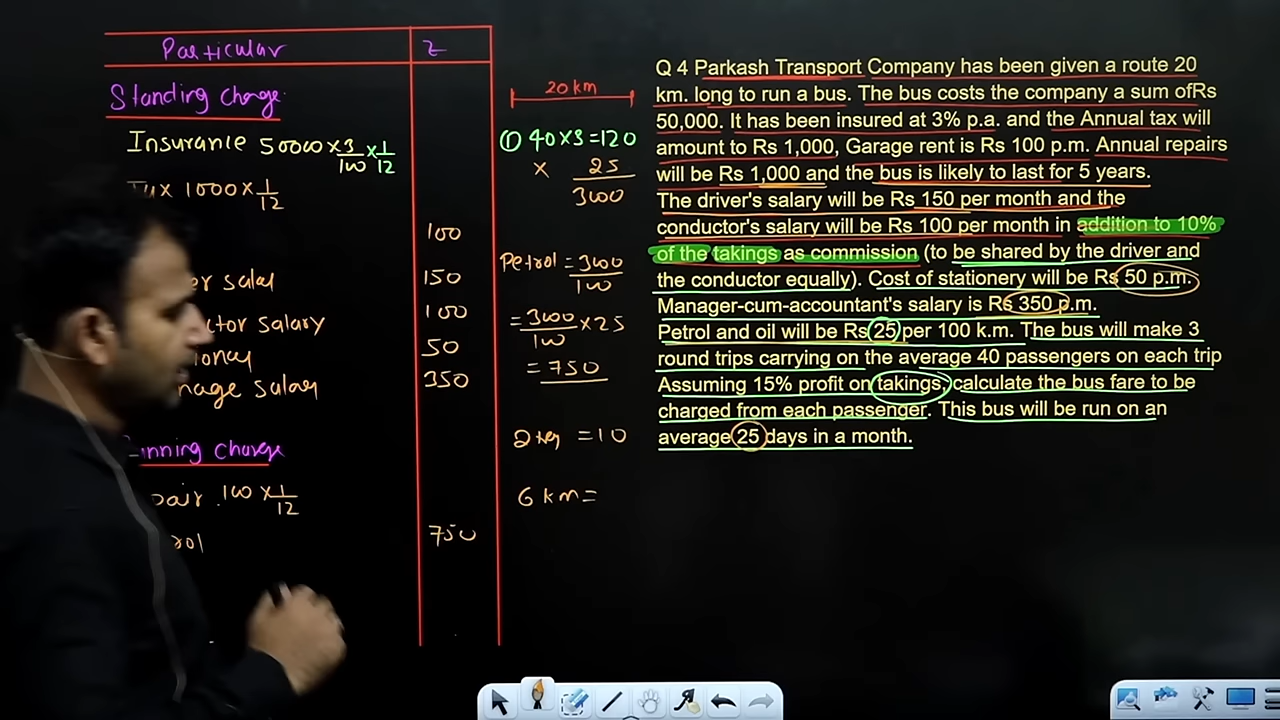 Particular ₹
Standing charge
Insurance 50000 × 3/100 × 1/12
1000 × 1/12
100
salal 150
salary 100
50
salary 350
charge
100 × 1/12
750
20 km
① 40×3=120
× 25
3000
Petrol = 3000/100
= 3000/100 × 25
= 750
= 10
6 km =
Q 4 Parkash Transport Company has been given a route 20
km. long to run a bus. The bus costs the company a sum ofRs
50,000. It has been insured at 3% p.a. and the Annual tax will
amount to Rs 1,000, Garage rent is Rs 100 p.m. Annual repairs
will be Rs 1,000 and the bus is likely to last for 5 years.
The driver's salary will be Rs 150 per month and the
conductor's salary will be Rs 100 per month in addition to 10%
of the takings as commission (to be shared by the driver and
the conductor equally). Cost of stationery will be Rs 50 p.m.
Manager-cum-accountant's salary is Rs 350 p.m.
Petrol and oil will be Rs 25 per 100 k.m. The bus will make 3
round trips carrying on the average 40 passengers on each trip
Assuming 15% profit on takings, calculate the bus fare to be
charged from each passenger. This bus will be run on an
average 25 days in a month.